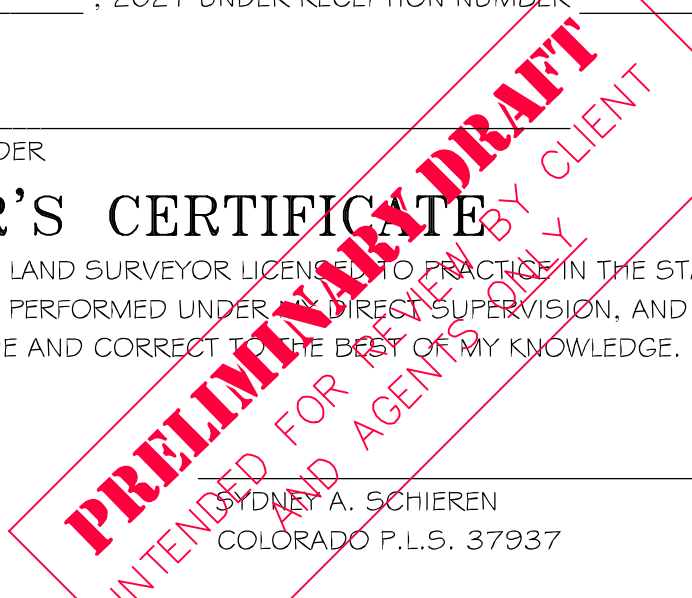 , 2021 UNDER RECEPTION NUMBER
DER
R'S CERTIFICATE
LAND SURVEYOR LICENSED TO PRACTICE IN THE STA
PERFORMED UNDER MY DIRECT SUPERVISION, AND
E AND CORRECT TO THE BEST OF MY KNOWLEDGE.
SYDNEY A. SCHIEREN
COLORADO P.L.S. 37937
PRELIMINARY DRAFT
INTENDED FOR REVIEW BY CLIENT
AND AGENTS ONLY